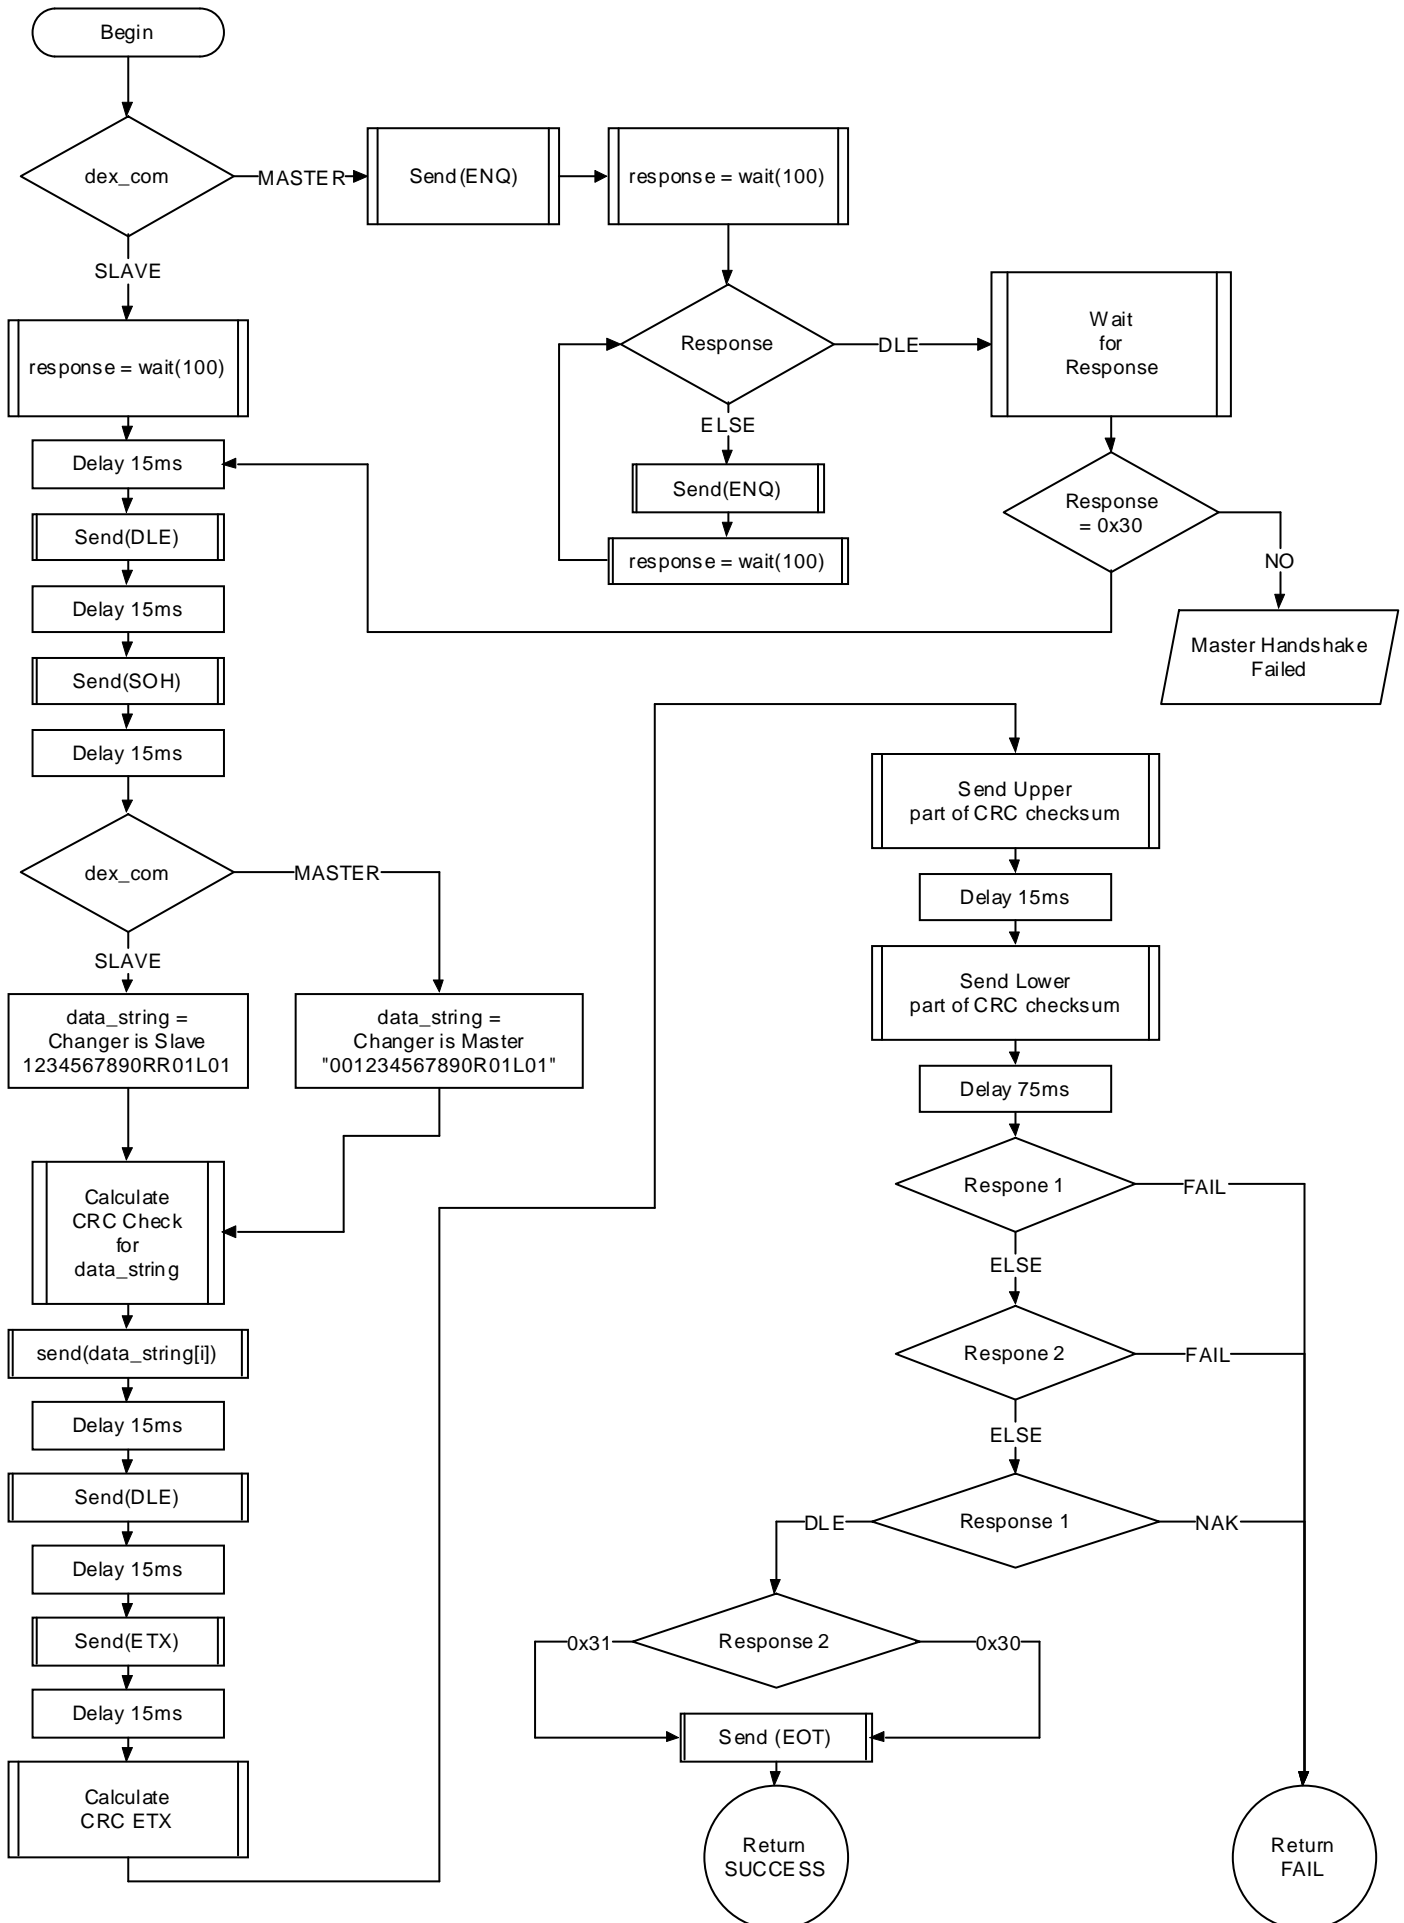 Begin
dex_com
MASTER
Send(ENQ)
response = wait(100)
SLAVE
response = wait(100)
Response
DLE
Wait
for
Response
ELSE
Send(ENQ)
response = wait(100)
Response
= 0x30
NO
Master Handshake
Failed
Delay 15ms
Send(DLE)
Delay 15ms
Send(SOH)
Delay 15ms
dex_com
MASTER
SLAVE
data_string =
Changer is Slave
1234567890RR01L01
data_string =
Changer is Master
"001234567890R01L01"
Calculate
CRC Check
for
data_string
send(data_string[i])
Delay 15ms
Send(DLE)
Delay 15ms
Send(ETX)
Delay 15ms
Calculate
CRC ETX
Send Upper
part of CRC checksum
Delay 15ms
Send Lower
part of CRC checksum
Delay 75ms
Respone 1
FAIL
ELSE
Respone 2
FAIL
ELSE
Response 1
DLE
NAK
Response 2
0x31
0x30
Send (EOT)
Return
SUCCESS
Return
FAIL